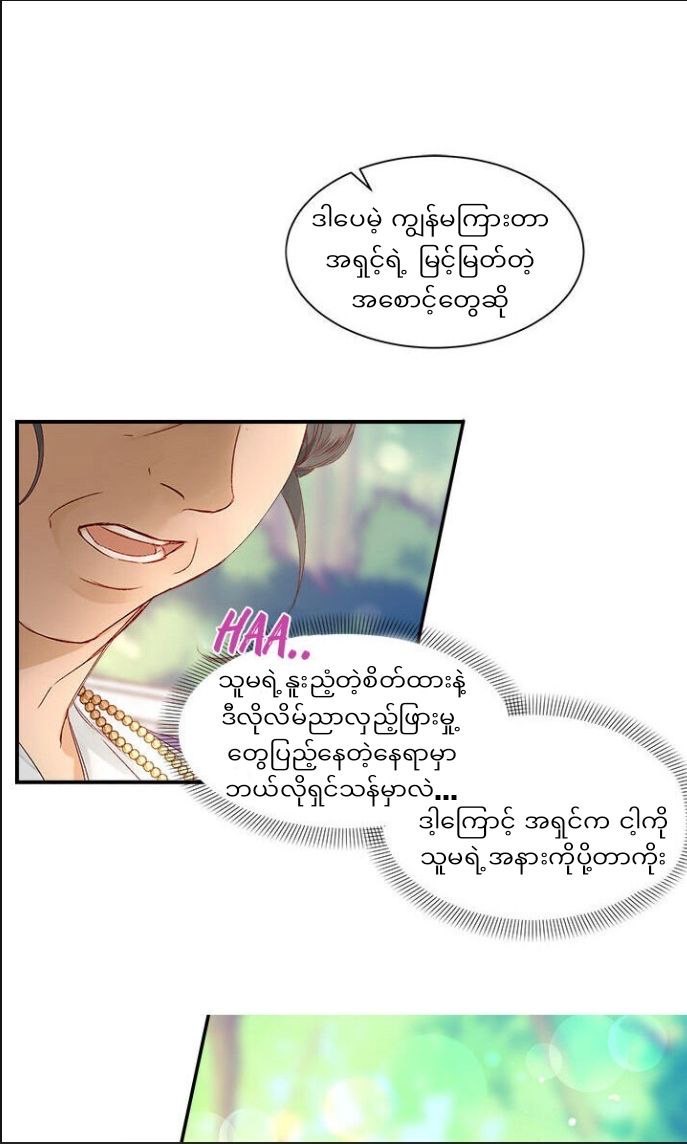 ဒါပေမဲ့ ကျွန်မကြားတာ
အရှင့်ရဲ့ မြင့်မြတ်တဲ့
အစောင့်တွေဆို
HAA..
သူမရဲ့နူးညံ့တဲ့စိတ်ထားနဲ့
ဒီလိုလိမ်ညာလှည့်ဖြားမှု့
တွေပြည့်နေတဲ့နေရာမှာ
ဘယ်လိုရှင်သန်မှာလဲ...
ဒါ့ကြောင့် အရှင်က ငါ့ကို
သူမရဲ့အနားကိုပို့တာကိုး